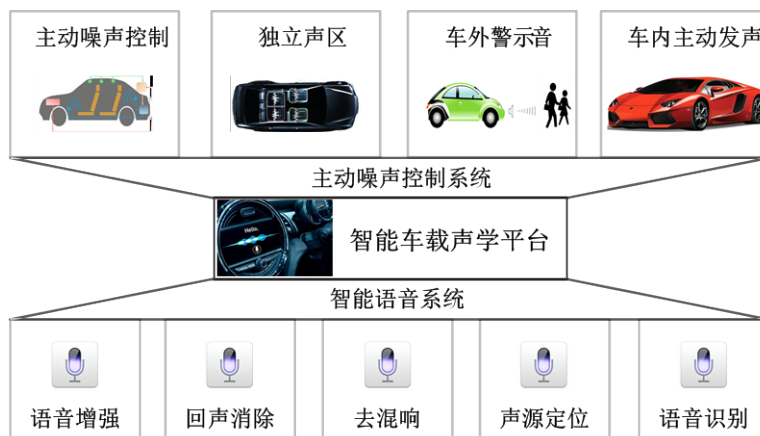 主动噪声控制
独立声区
车外警示音
车内主动发声
主动噪声控制系统
Hello,
智能车载声学平台
智能语音系统
语音增强
回声消除
去混响
声源定位
语音识别